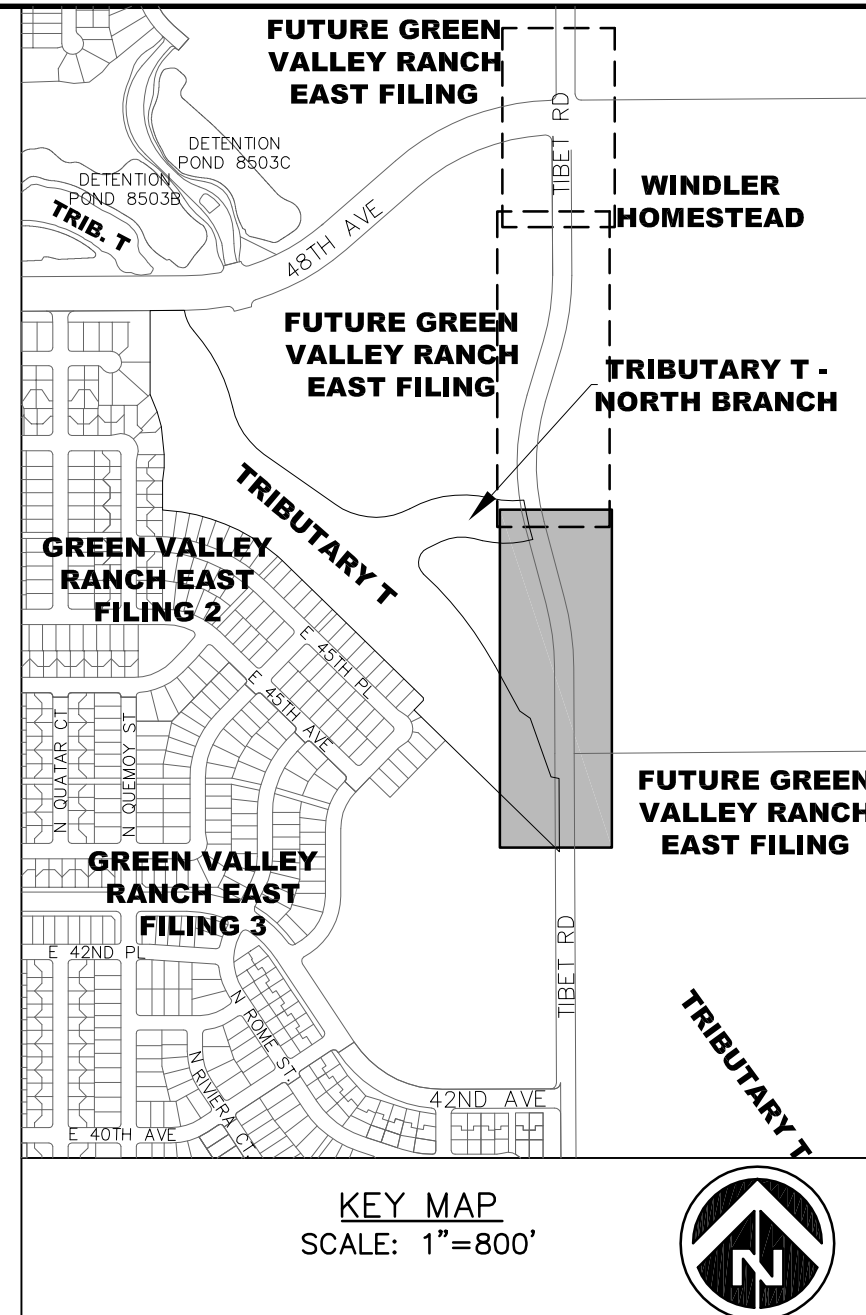 FUTURE GREEN
VALLEY RANCH
EAST FILING
TIBET RD
DETENTION
POND 8503C
DETENTION
POND 8503B
TRIB. T
WINDLER
HOMESTEAD
48TH AVE
FUTURE GREEN
VALLEY RANCH
EAST FILING
TRIBUTARY T -
NORTH BRANCH
TRIBUTARY T
GREEN VALLEY
RANCH EAST
FILING 2
E 45TH PL
E 45TH AVE
N QUATAR CT
N QUEMOY ST
FUTURE GREEN
VALLEY RANCH
EAST FILING
GREEN VALLEY
RANCH EAST
FILING 3
E 42ND PL
TIBET RD
N ROME ST.
N RIVIERA CT.
TRIBUTARY T
42ND AVE
E 40TH AVE
KEY MAP
SCALE: 1"=800'
N